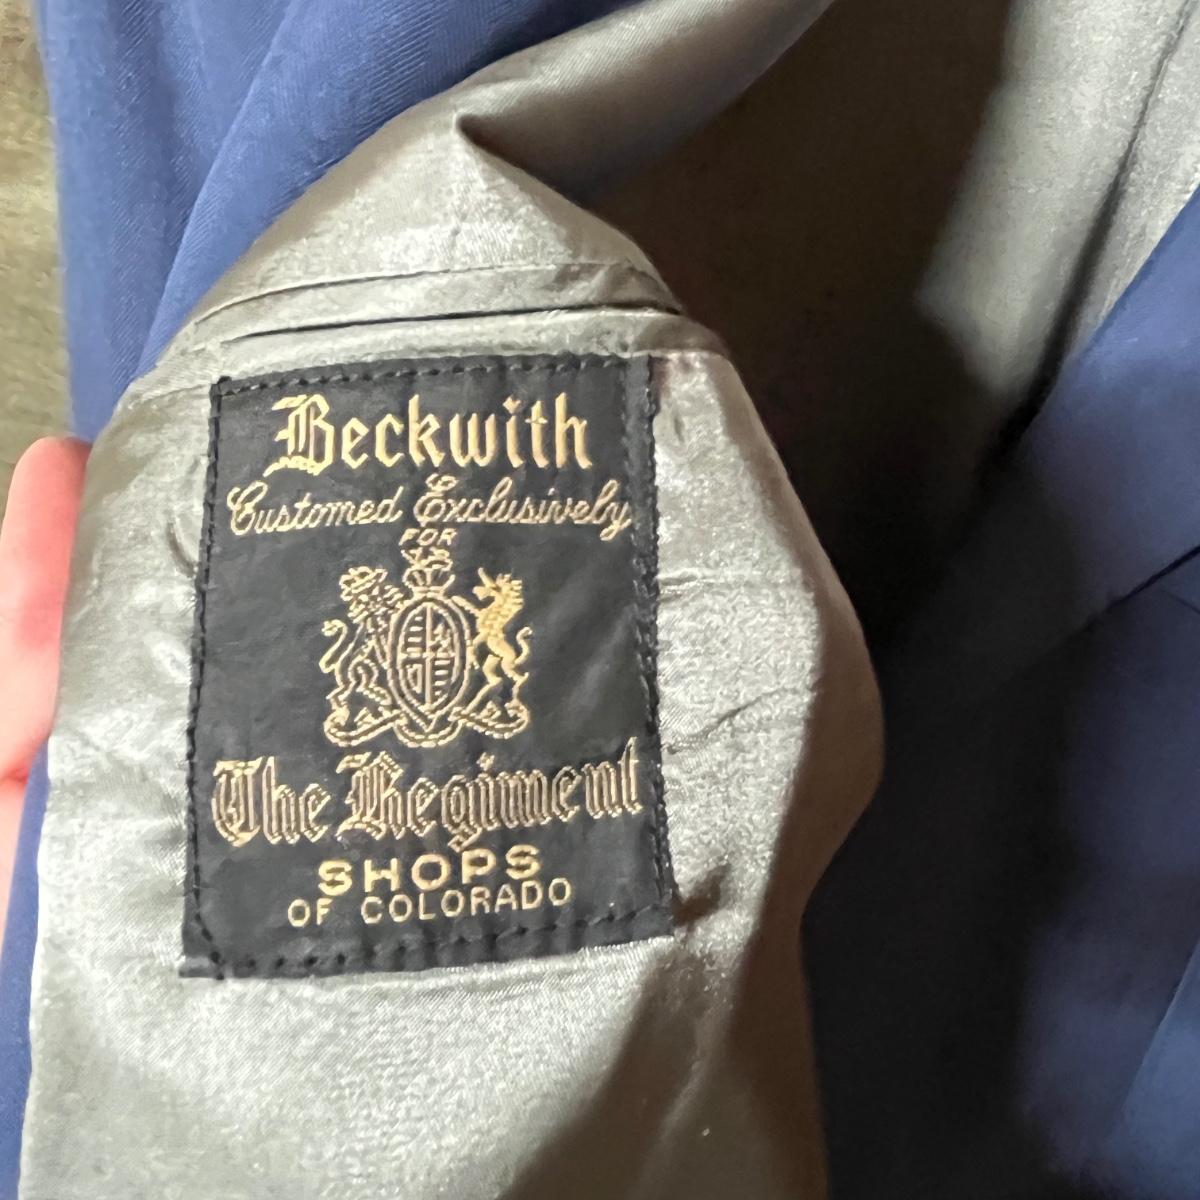 Beckwith
Customed Exclusively
FOR
The Regiment
SHOPS
OF COLORADO